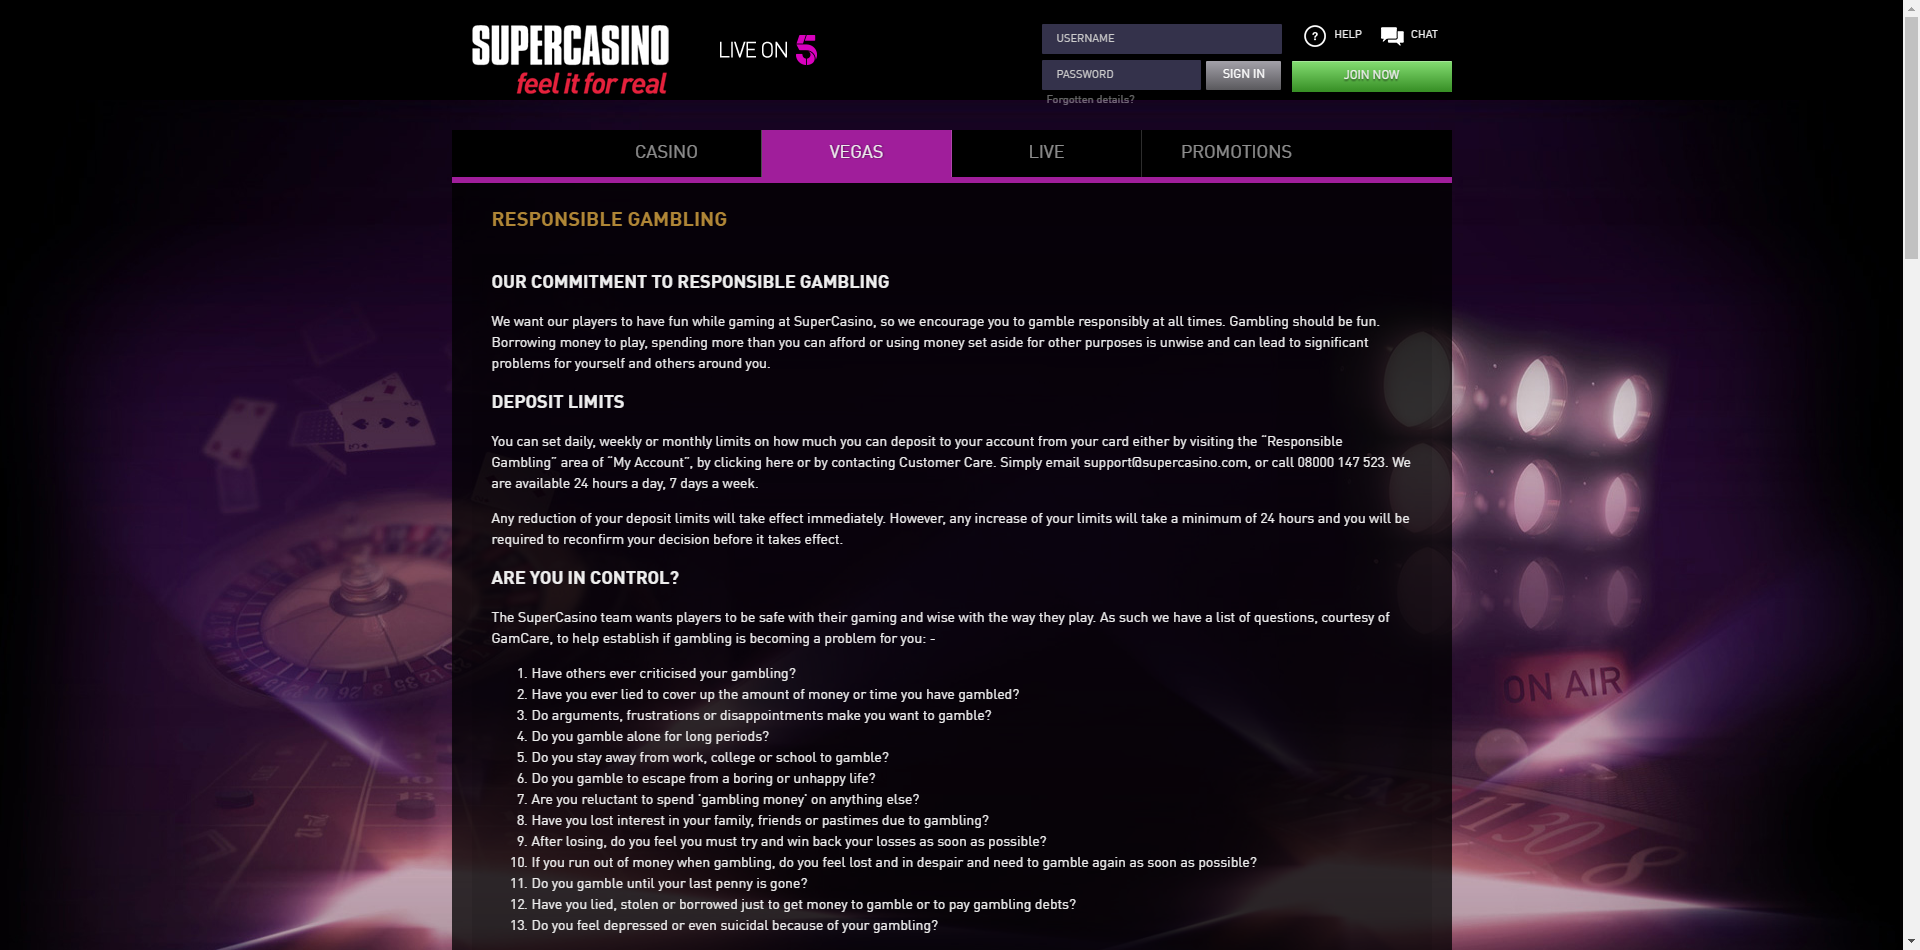 SUPERCASINO
feel it for real
LIVE ON 5
USERNAME
PASSWORD
SIGN IN
Forgotten details?
? HELP
CHAT
JOIN NOW
CASINO
VEGAS
LIVE
PROMOTIONS
RESPONSIBLE GAMBLING
OUR COMMITMENT TO RESPONSIBLE GAMBLING
We want our players to have fun while gaming at SuperCasino, so we encourage you to gamble responsibly at all times. Gambling should be fun.
Borrowing money to play, spending more than you can afford or using money set aside for other purposes is unwise and can lead to significant
problems for yourself and others around you.
DEPOSIT LIMITS
You can set daily, weekly or monthly limits on how much you can deposit to your account from your card either by visiting the “Responsible
Gambling” area of “My Account”, by clicking here or by contacting Customer Care. Simply email support@supercasino.com, or call 08000 147 523. We
are available 24 hours a day, 7 days a week.
Any reduction of your deposit limits will take effect immediately. However, any increase of your limits will take a minimum of 24 hours and you will be
required to reconfirm your decision before it takes effect.
ARE YOU IN CONTROL?
The SuperCasino team wants players to be safe with their gaming and wise with the way they play. As such we have a list of questions, courtesy of
GamCare, to help establish if gambling is becoming a problem for you: -
1. Have others ever criticised your gambling?
2. Have you ever lied to cover up the amount of money or time you have gambled?
3. Do arguments, frustrations or disappointments make you want to gamble?
4. Do you gamble alone for long periods?
5. Do you stay away from work, college or school to gamble?
6. Do you gamble to escape from a boring or unhappy life?
7. Are you reluctant to spend 'gambling money' on anything else?
8. Have you lost interest in your family, friends or pastimes due to gambling?
9. After losing, do you feel you must try and win back your losses as soon as possible?
10. If you run out of money when gambling, do you feel lost and in despair and need to gamble again as soon as possible?
11. Do you gamble until your last penny is gone?
12. Have you lied, stolen or borrowed just to get money to gamble or to pay gambling debts?
13. Do you feel depressed or even suicidal because of your gambling?
ON AIR
11 30 8